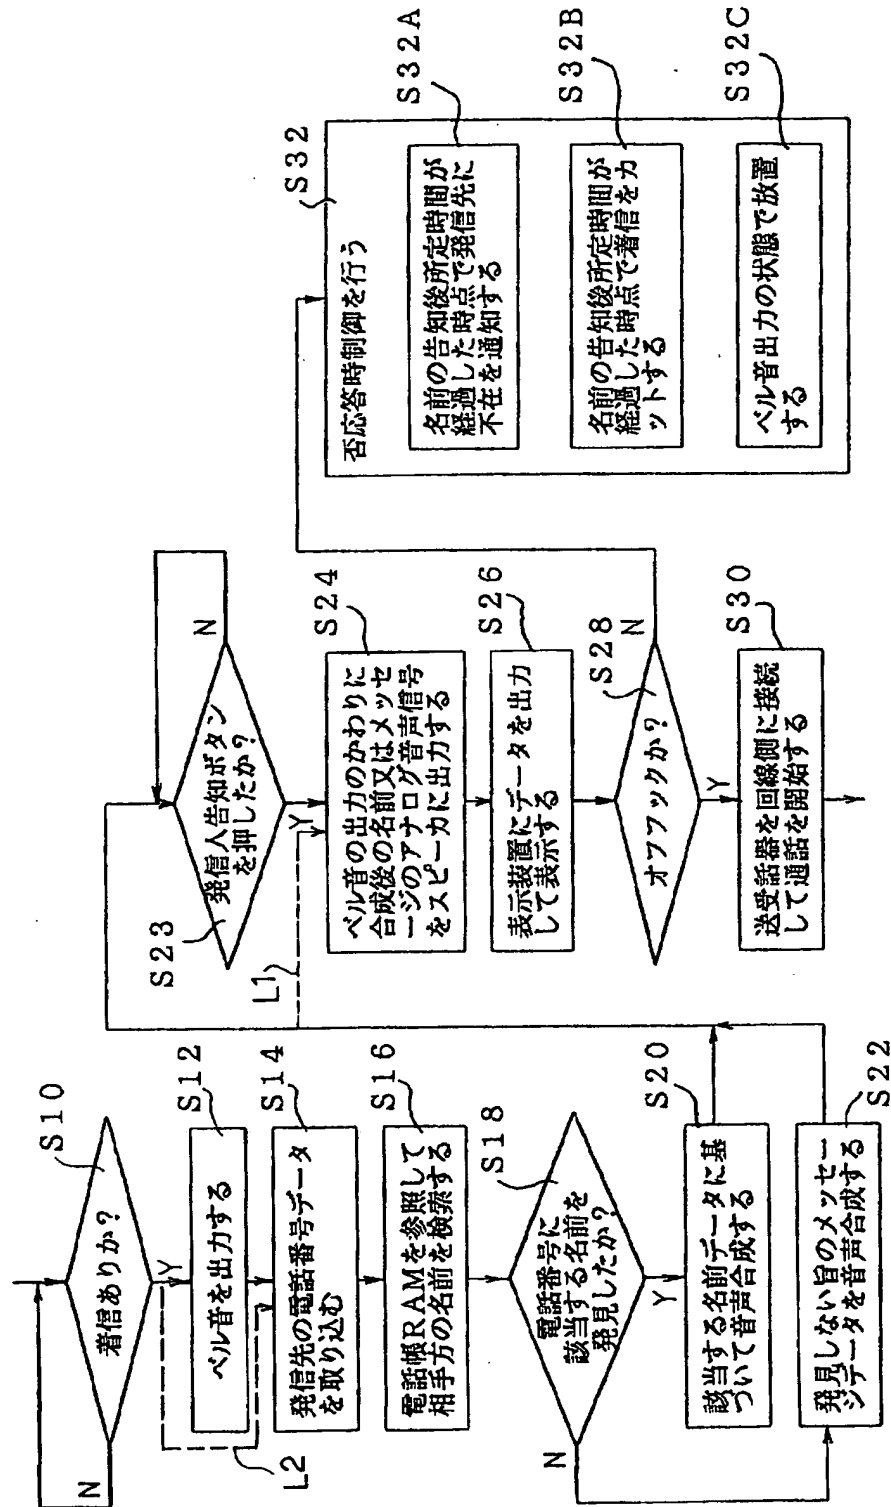 S10
着信ありか?
N
Y
S12
ベル音を出力する
L2
S14
発信先の電話番号データ
を取り込む
S16
電話帳RAMを参照して
相手方の名前を検索する
S18
電話番号に
該当する名前を
発見したか?
N
Y
S20
該当する名前データに基
づいて音声合成する
S22
発見しない旨のメッセー
ジデータを音声合成する
S23
発信人告知ボタン
を押したか?
N
Y
L1
S24
ベル音の出力のかわりに
合成後の名前又はメッセ
ージのアナログ音声信号
をスピーカに出力する
S26
表示装置にデータを出力
して表示する
S28
オフフックか?
N
Y
S30
送受話器を回線側に接続
して通話を開始する
S32
否応答時制御を行う
S32A
名前の告知後所定時間が
経過した時点で発信先に
不在を通知する
S32B
名前の告知後所定時間が
経過した時点で着信をカ
ットする
S32C
ベル音出力の状態で放置
する